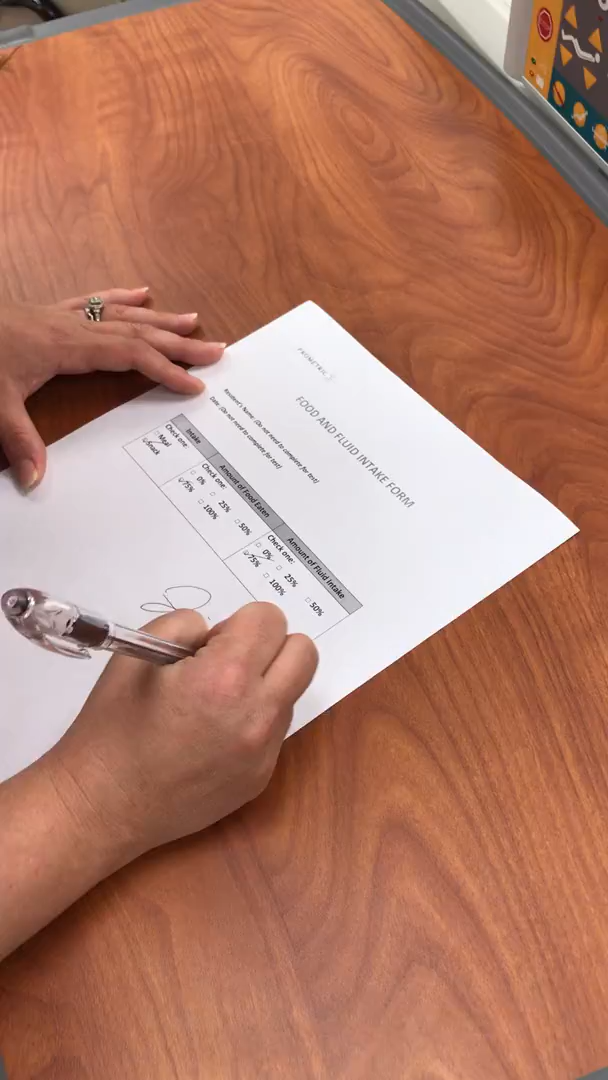 PROMETRIC
FOOD AND FLUID INTAKE FORM
Resident's Name: (Do not need to complete for test)
Date: (Do not need to complete for test)
Intake
Amount of Food Eaten
Amount of Fluid Intake
Check one:
□ Meal
☑ Snack
Check one:
□ 0% □ 25% □ 50%
☑ 75% □ 100%
Check one:
□ 0% □ 25% □ 50%
☑ 75% □ 100%